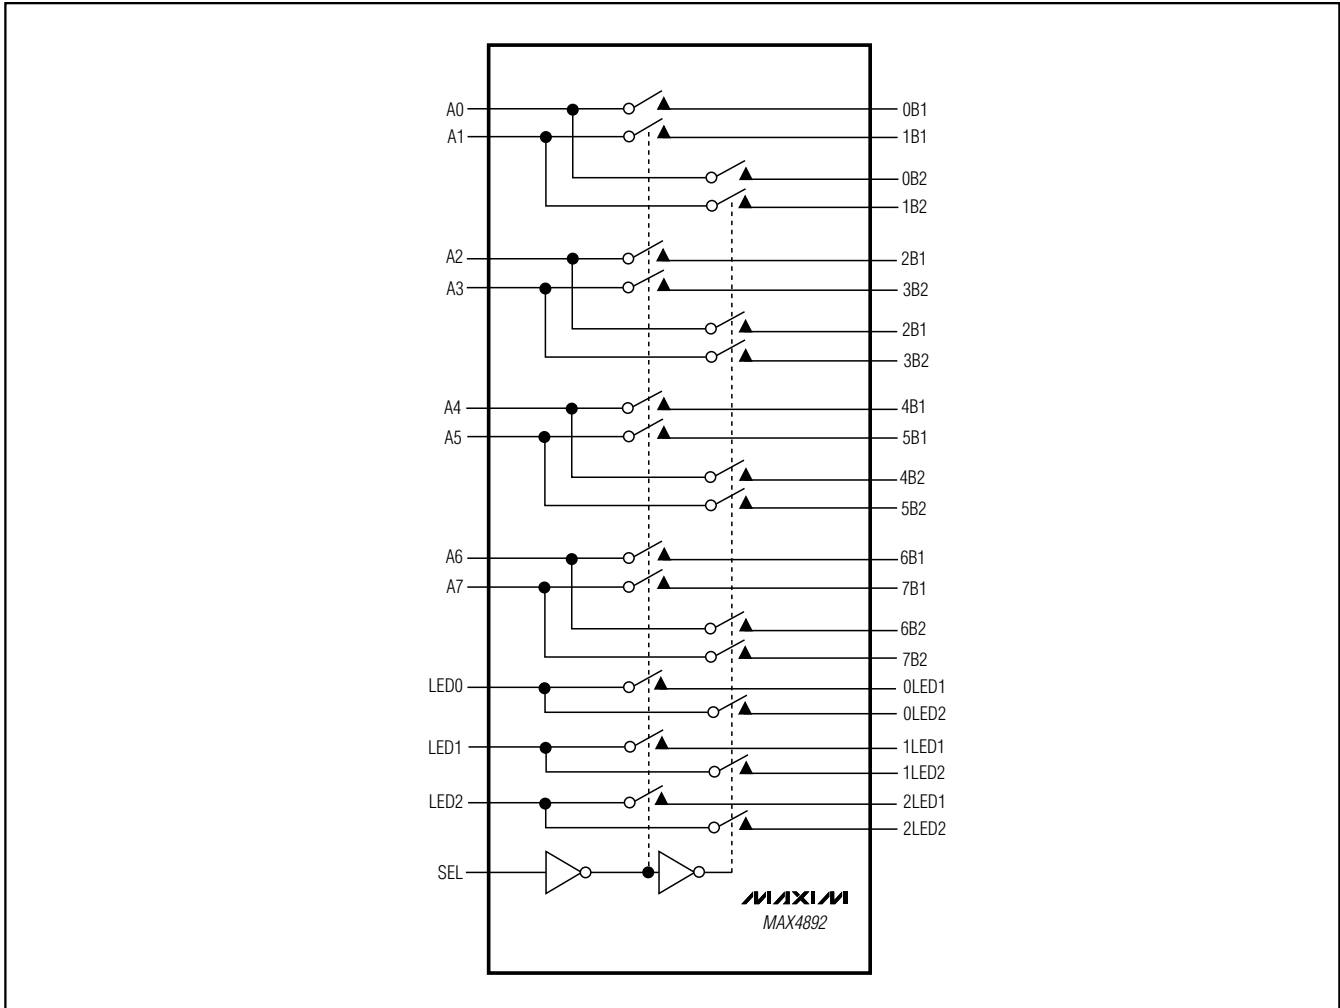 A0 0B1
A1 1B1
0B2
1B2
A2 2B1
A3 3B2
2B1
3B2
A4 4B1
A5 5B1
4B2
5B2
A6 6B1
A7 7B1
6B2
7B2
LED0 0LED1
0LED2
LED1 1LED1
1LED2
LED2 2LED1
2LED2
SEL
MAXIM
MAX4892